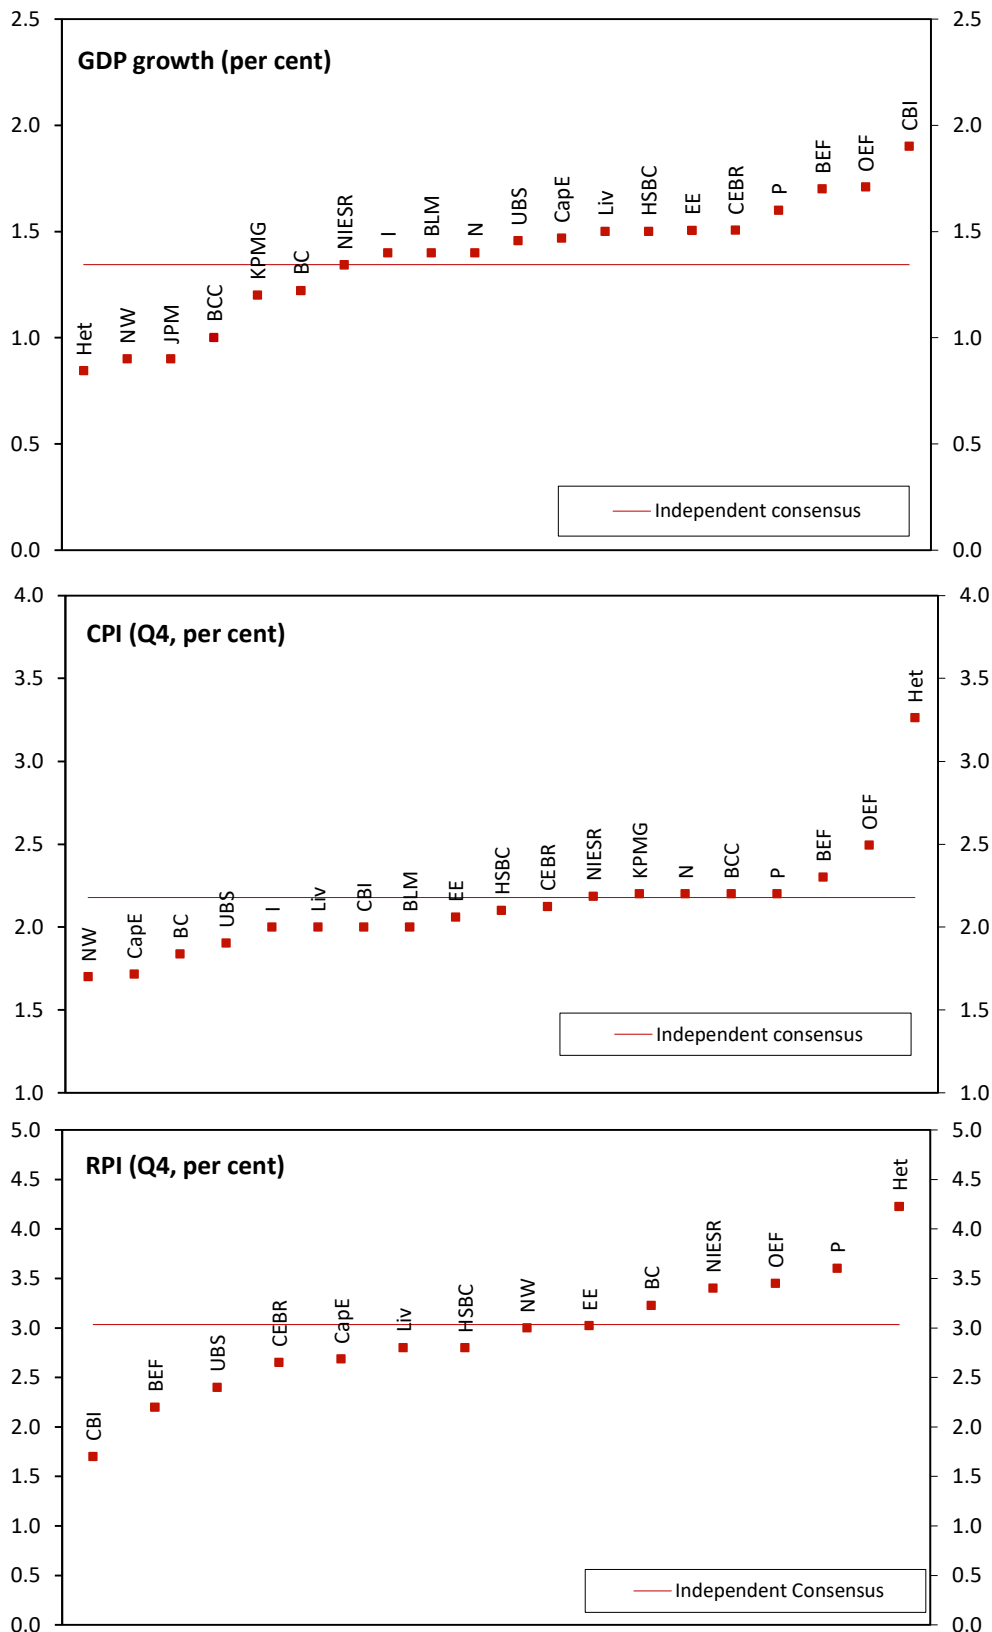 GDP growth (per cent)
2.5 2.5
2.0 2.0
1.5 1.5
1.0 1.0
0.5 0.5
0.0 0.0
Het NW JPM BCC KPMG BC NIESR I BLM N UBS CapE Liv HSBC EE CEBR P BEF OEF CBI
Independent consensus
CPI (Q4, per cent)
4.0 4.0
3.5 3.5
3.0 3.0
2.5 2.5
2.0 2.0
1.5 1.5
1.0 1.0
NW CapE BC UBS I Liv CBI BLM EE HSBC CEBR NIESR KPMG N BCC P BEF OEF Het
Independent consensus
RPI (Q4, per cent)
5.0 5.0
4.5 4.5
4.0 4.0
3.5 3.5
3.0 3.0
2.5 2.5
2.0 2.0
1.5 1.5
1.0 1.0
0.5 0.5
0.0 0.0
CBI BEF UBS CEBR CapE Liv HSBC NW EE BC NIESR OEF P Het
Independent Consensus